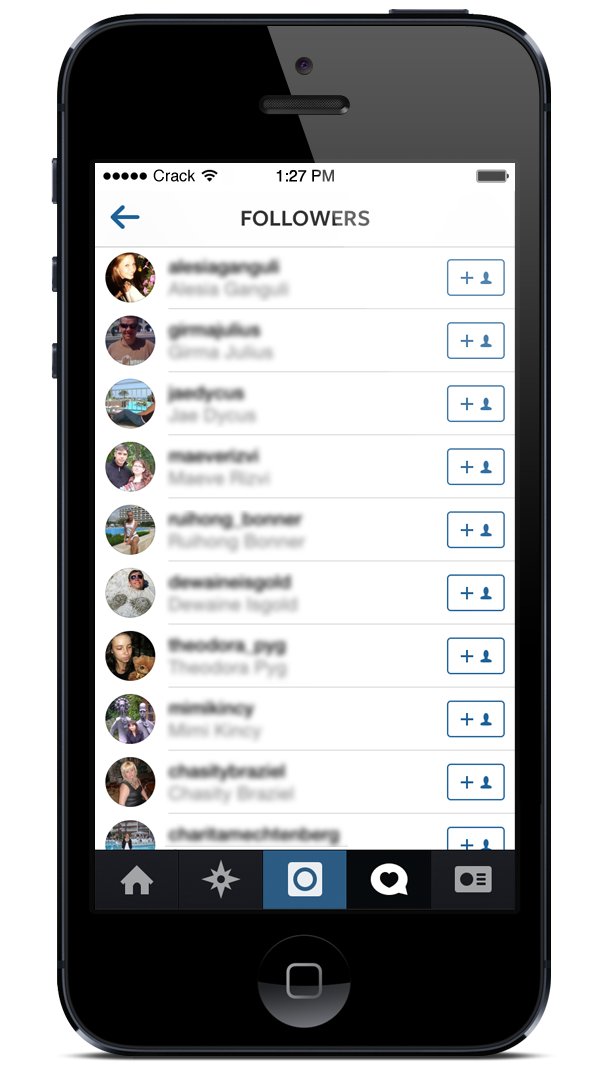 Crack 1:27 PM
FOLLOWERS
alesiaganguli
Alesia Ganguli
girmajulius
Girma Julius
jaedycus
Jae Dycus
maeverizvi
Maeve Rizvi
ruihong_bonner
Ruihong Bonner
dewaineisgold
Dewaine Isgold
theodora_pyg
Theodora Pyg
mimikincy
Mimi Kincy
chasitybraziel
Chasity Braziel
charitamechtenberg